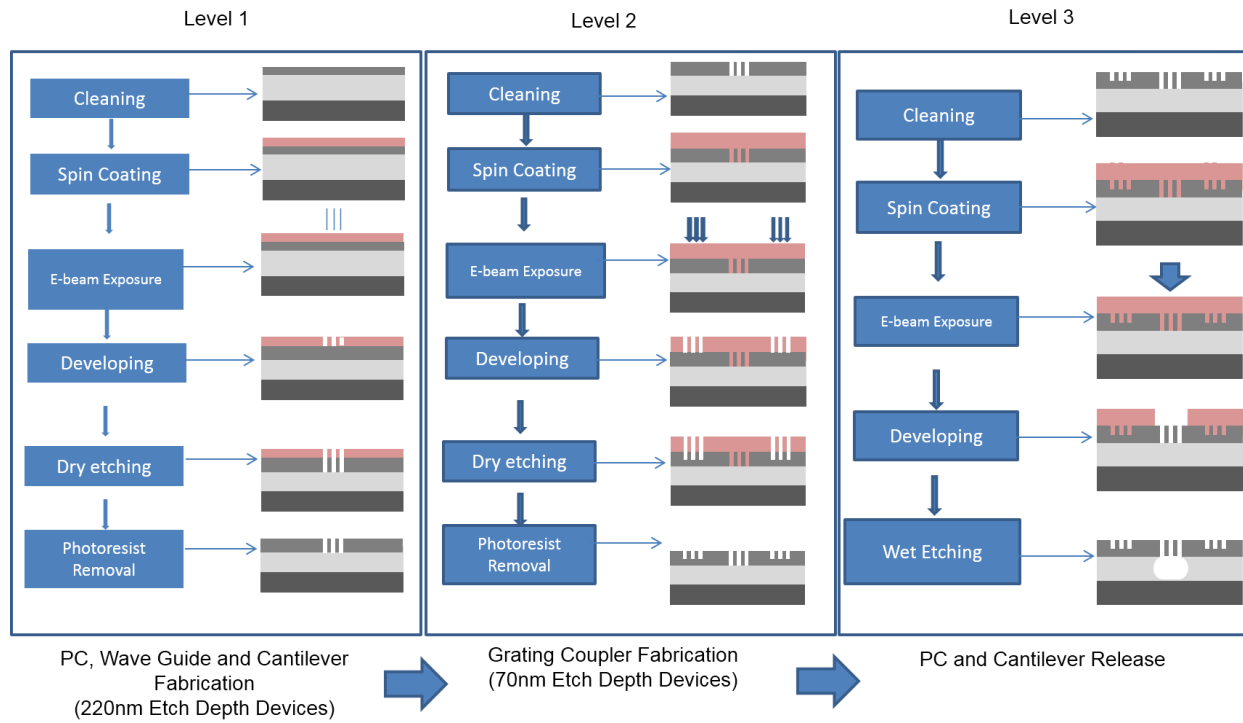 Level 1
Level 2
Level 3
Cleaning
Spin Coating
E-beam Exposure
Developing
Dry etching
Photoresist
Removal
Cleaning
Spin Coating
E-beam Exposure
Developing
Dry etching
Photoresist
Removal
Cleaning
Spin Coating
E-beam Exposure
Developing
Wet Etching
PC, Wave Guide and Cantilever
Fabrication
(220nm Etch Depth Devices)
Grating Coupler Fabrication
(70nm Etch Depth Devices)
PC and Cantilever Release